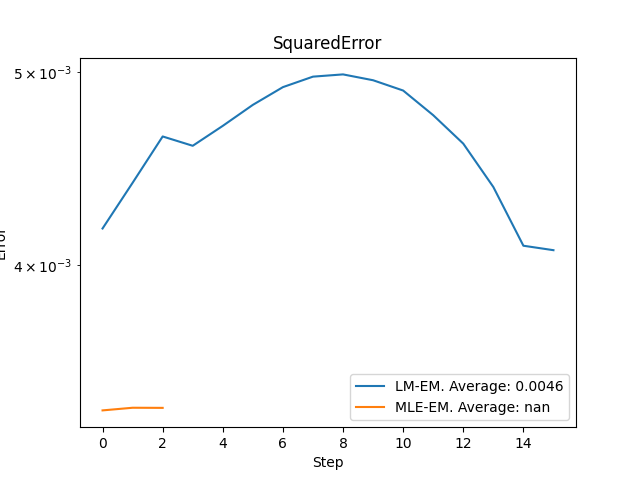 SquaredError
5 × 10⁻³
4 × 10⁻³
Error
LM-EM. Average: 0.0046
MLE-EM. Average: nan
0 2 4 6 8 10 12 14
Step